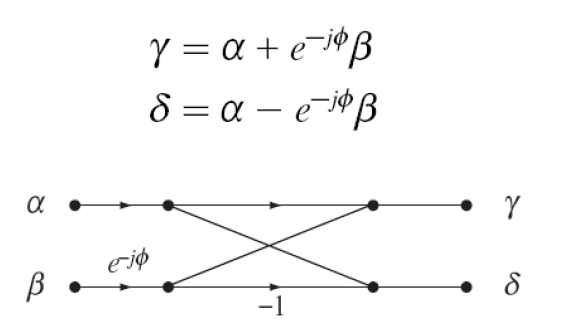 γ = α + e^{-jϕ}β
δ = α − e^{-jϕ}β
α γ
e^{-jϕ}
β δ
−1